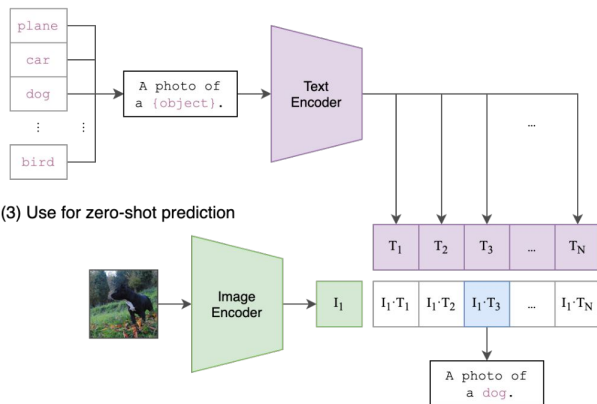 plane
car
dog
⋮ ⋮
bird
A photo of
a {object}.
Text
Encoder
...
(3) Use for zero-shot prediction
T1 T2 T3 ... TN
Image
Encoder
I1
I1·T1 I1·T2 I1·T3 ... I1·TN
A photo of
a dog.